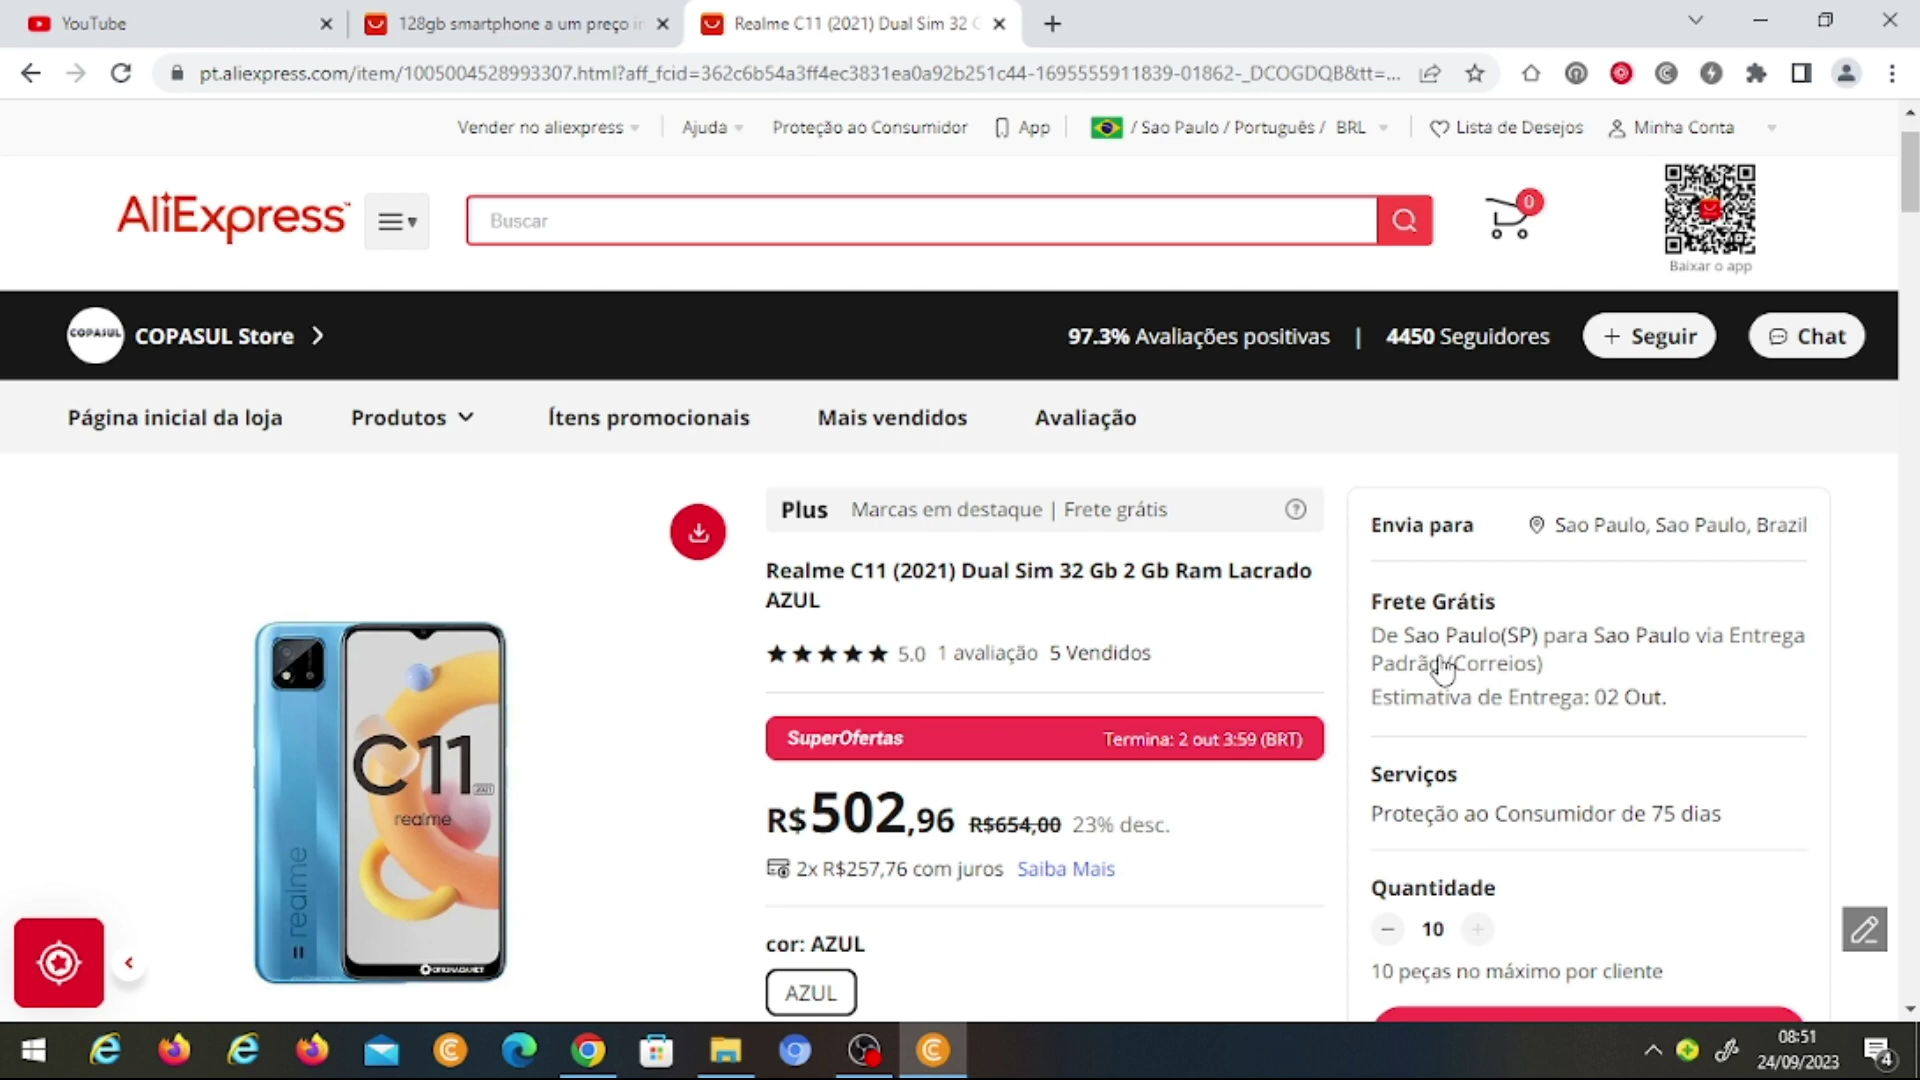 YouTube
128gb smartphone a um preço in
Realme C11 (2021) Dual Sim 32 G
pt.aliexpress.com/item/1005004528993307.html?aff_fcid=362c6b54a3ff4ec3831ea0a92b251c44-1695555911839-01862-_DCOGDQB&tt=...
Vender no aliexpress
Ajuda
Proteção ao Consumidor
App
/ Sao Paulo / Português / BRL
Lista de Desejos
Minha Conta
AliExpress
Buscar
0
Baixar o app
COPASUL
COPASUL Store
97.3% Avaliações positivas | 4450 Seguidores
+ Seguir
Chat
Página inicial da loja
Produtos
Ítens promocionais
Mais vendidos
Avaliação
Plus Marcas em destaque | Frete grátis
Realme C11 (2021) Dual Sim 32 Gb 2 Gb Ram Lacrado
AZUL
5.0 1 avaliação 5 Vendidos
SuperOfertas
Termina: 2 out 3:59 (BRT)
R$502,96 R$654,00 23% desc.
2x R$257,76 com juros Saiba Mais
cor: AZUL
AZUL
C11
realme
realme
Envia para
Sao Paulo, Sao Paulo, Brazil
Frete Grátis
De Sao Paulo(SP) para Sao Paulo via Entrega
Padrão(Correios)
Estimativa de Entrega: 02 Out.
Serviços
Proteção ao Consumidor de 75 dias
Quantidade
10
10 peças no máximo por cliente
08:51
24/09/2023
4